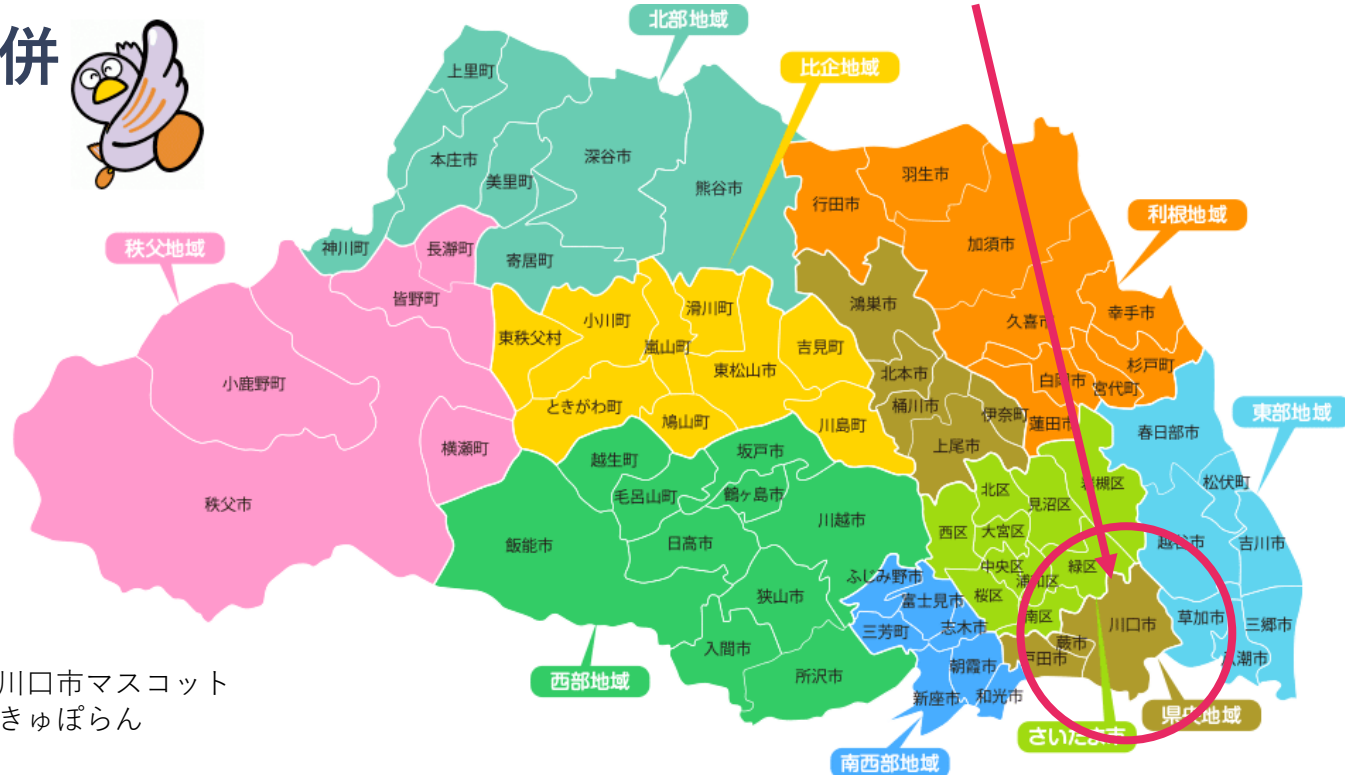 併
北部地域
比企地域
上里町
本庄市
美里町
深谷市
熊谷市
行田市
羽生市
利根地域
加須市
秩父地域
神川町
長瀞町
寄居町
皆野町
鴻巣市
久喜市
幸手市
東秩父村
小川町
滑川町
嵐山町
吉見町
東松山市
杉戸町
小鹿野町
北本市
白岡市
宮代町
ときがわ町
鳩山町
川島町
桶川市
伊奈町
蓮田市
東部地域
横瀬町
越生町
坂戸市
上尾市
春日部市
秩父市
毛呂山町
鶴ヶ島市
北区
見沼区
岩槻区
松伏町
飯能市
日高市
川越市
西区
大宮区
越谷市
吉川市
ふじみ野市
中央区
浦和区
緑区
狭山市
富士見市
桜区
南区
川口市
草加市
三郷市
三芳町
志木市
蕨市
入間市
戸田市
八潮市
所沢市
朝霞市
新座市
和光市
西部地域
川口市マスコット
きゅぽらん
県央地域
さいたま市
南西部地域